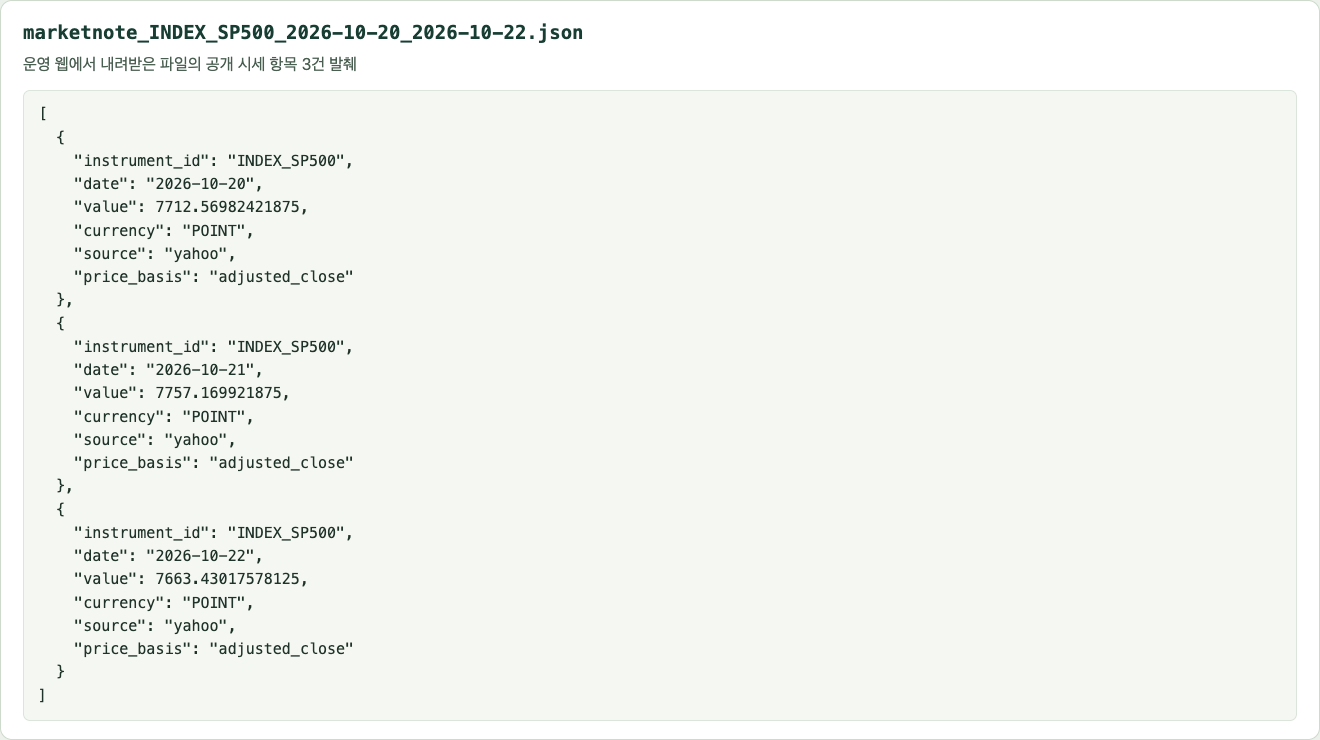 marketnote_INDEX_SP500_2026-10-20_2026-10-22.json
운영 웹에서 내려받은 파일의 공개 시세 항목 3건 발췌
[
  {
    "instrument_id": "INDEX_SP500",
    "date": "2026-10-20",
    "value": 7712.56982421875,
    "currency": "POINT",
    "source": "yahoo",
    "price_basis": "adjusted_close"
  },
  {
    "instrument_id": "INDEX_SP500",
    "date": "2026-10-21",
    "value": 7757.169921875,
    "currency": "POINT",
    "source": "yahoo",
    "price_basis": "adjusted_close"
  },
  {
    "instrument_id": "INDEX_SP500",
    "date": "2026-10-22",
    "value": 7663.43017578125,
    "currency": "POINT",
    "source": "yahoo",
    "price_basis": "adjusted_close"
  }
]